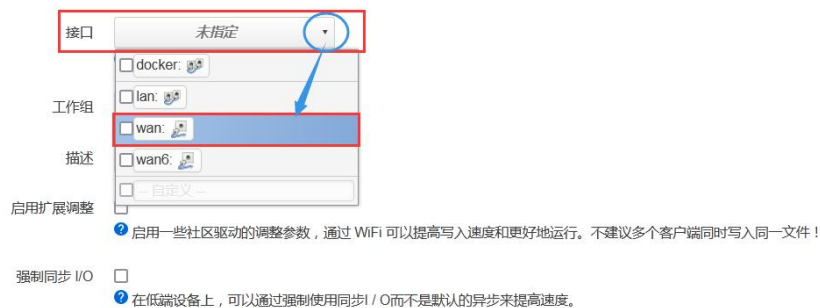 接口
未指定
docker:
lan:
工作组
wan:
描述
wan6:
-- 自定义 --
启用扩展调整
启用一些社区驱动的调整参数，通过 WiFi 可以提高写入速度和更好地运行。不建议多个客户端同时写入同一文件！
强制同步 I/O
在低端设备上，可以通过强制使用同步I / O而不是默认的异步来提高速度。